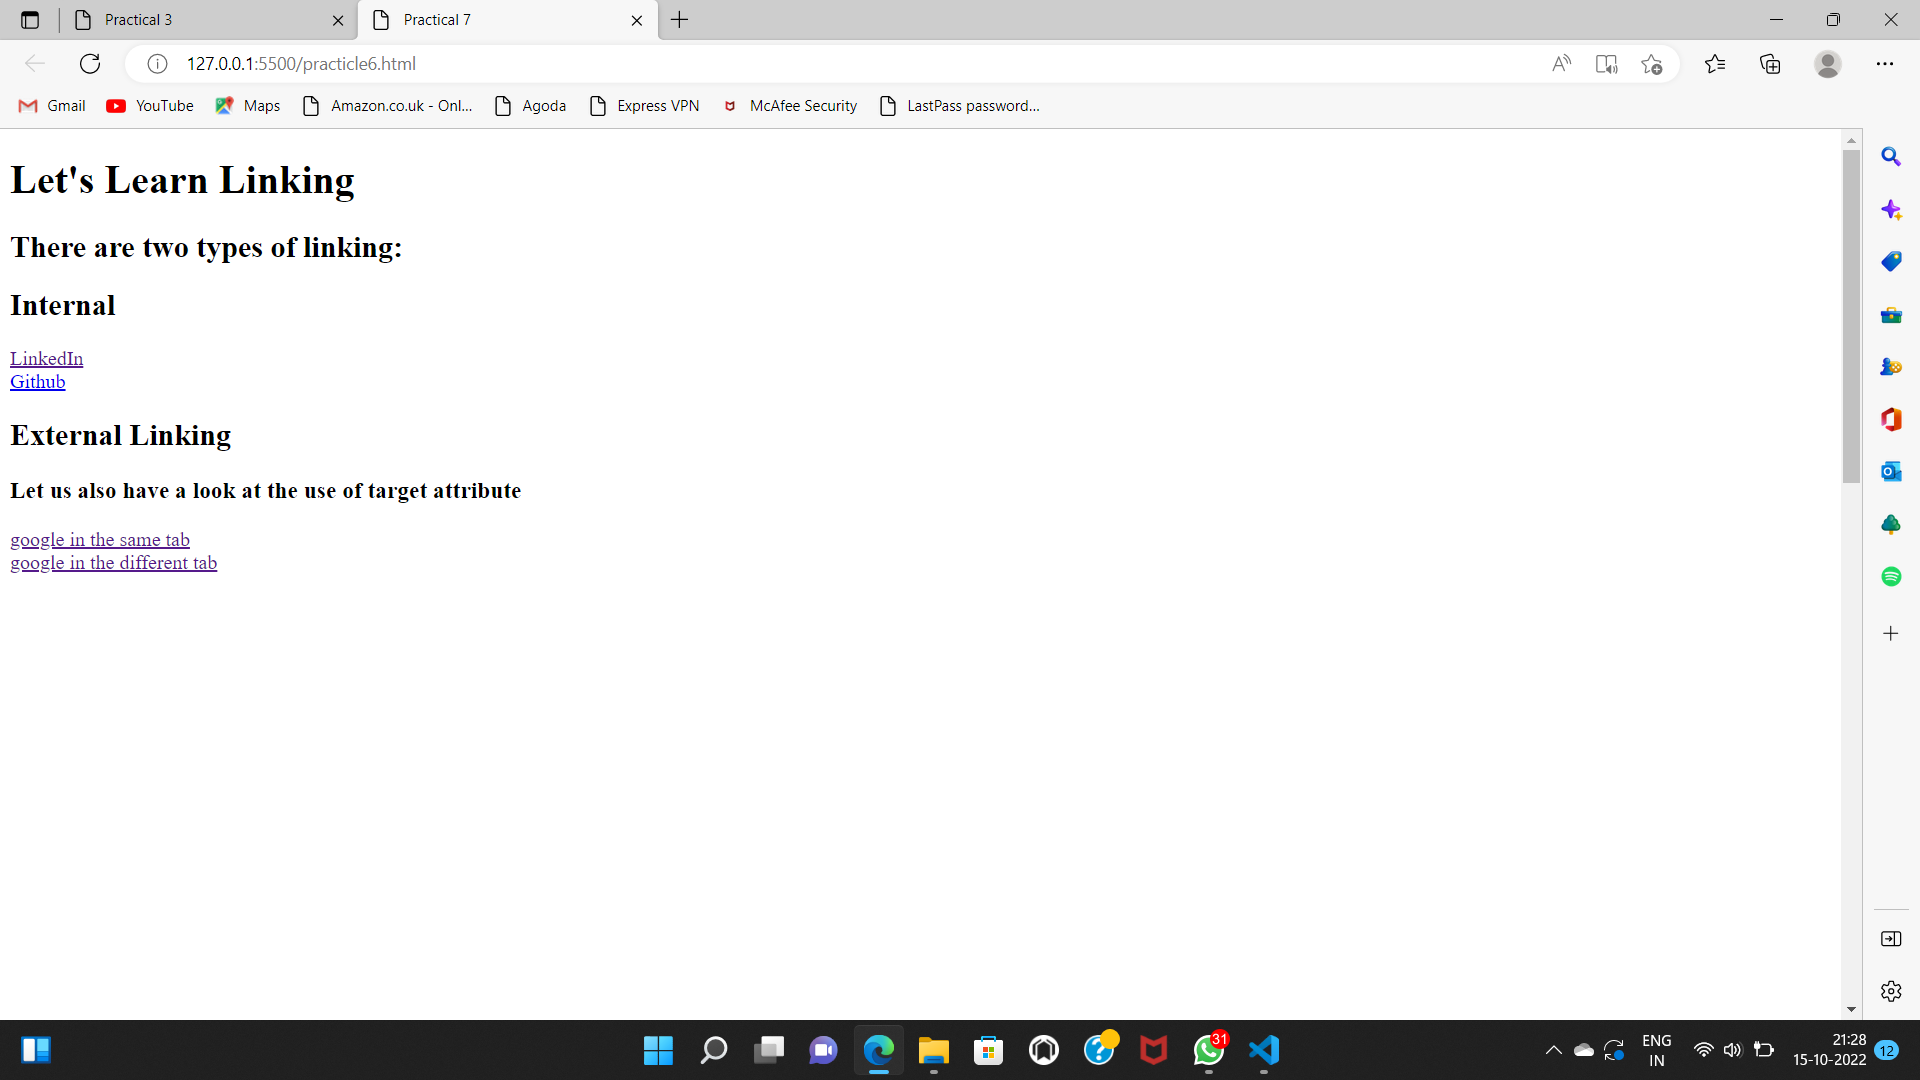 Practical 3
Practical 7
127.0.0.1:5500/practicle6.html
Gmail YouTube Maps Amazon.co.uk - Onl... Agoda Express VPN McAfee Security LastPass password...
Let's Learn Linking
There are two types of linking:
Internal
LinkedIn
Github
External Linking
Let us also have a look at the use of target attribute
google in the same tab
google in the different tab
31
ENG
IN
21:28
15-10-2022
12